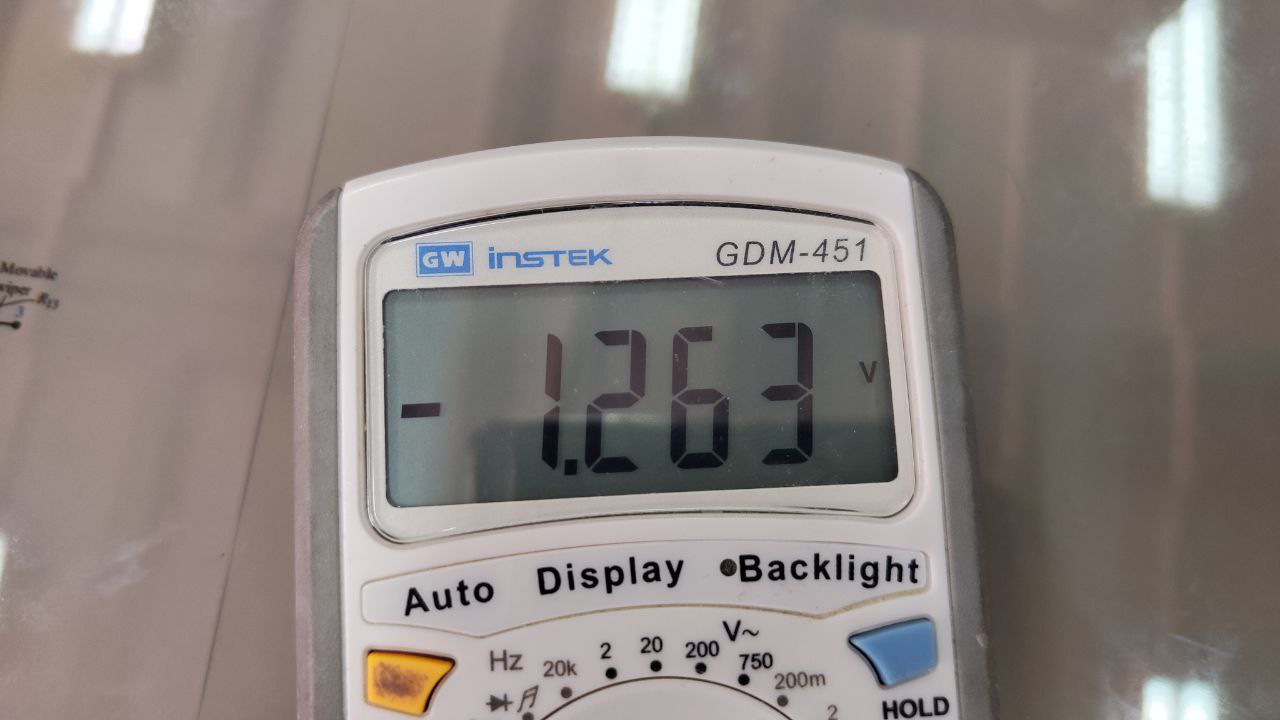 Movable
wiper R13
3
GW INSTEK GDM-451
- 1.263 V
Auto Display Backlight
Hz 20k 2 20 200 V~ 750 200m 2
HOLD